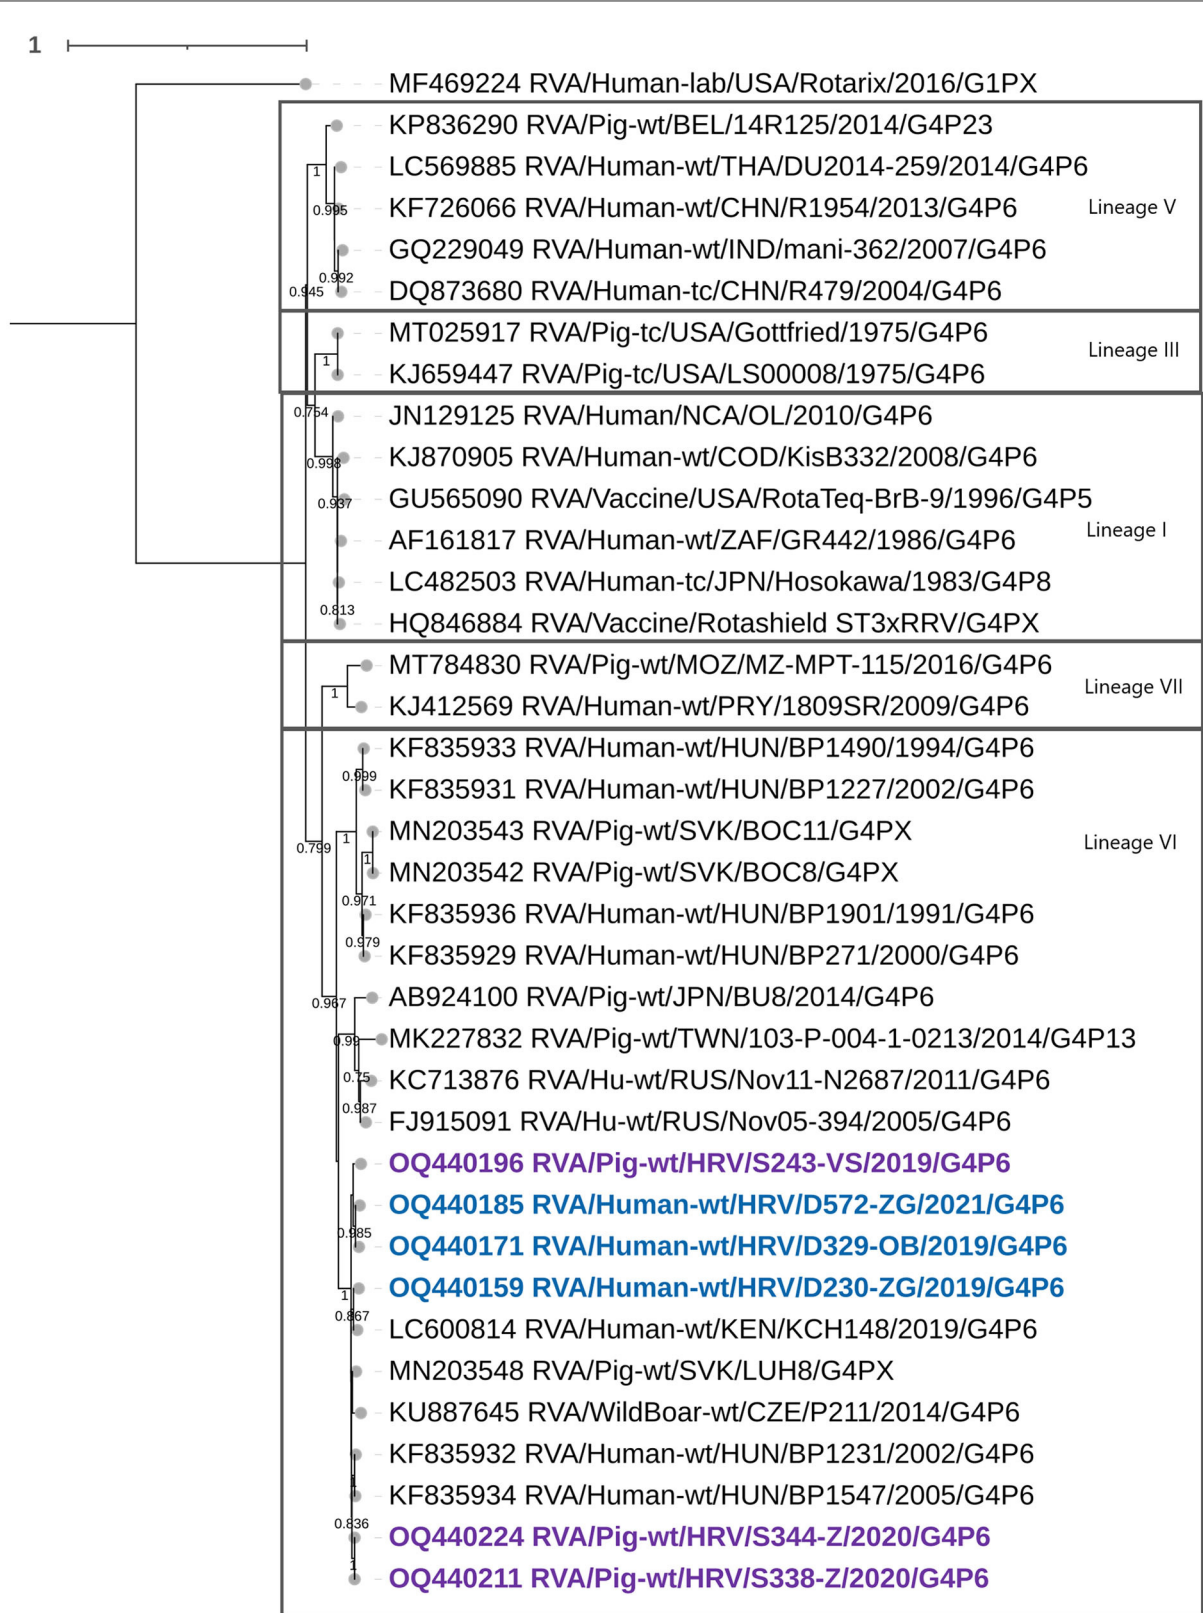 1
MF469224 RVA/Human-lab/USA/Rotarix/2016/G1PX
KP836290 RVA/Pig-wt/BEL/14R125/2014/G4P23
1
LC569885 RVA/Human-wt/THA/DU2014-259/2014/G4P6
KF726066 RVA/Human-wt/CHN/R1954/2013/G4P6
Lineage V
0.995
GQ229049 RVA/Human-wt/IND/mani-362/2007/G4P6
0.992
0.945
DQ873680 RVA/Human-tc/CHN/R479/2004/G4P6
MT025917 RVA/Pig-tc/USA/Gottfried/1975/G4P6
Lineage III
1
KJ659447 RVA/Pig-tc/USA/LS00008/1975/G4P6
0.754
JN129125 RVA/Human/NCA/OL/2010/G4P6
KJ870905 RVA/Human-wt/COD/KisB332/2008/G4P6
0.998
GU565090 RVA/Vaccine/USA/RotaTeq-BrB-9/1996/G4P5
0.937
Lineage I
AF161817 RVA/Human-wt/ZAF/GR442/1986/G4P6
LC482503 RVA/Human-tc/JPN/Hosokawa/1983/G4P8
0.813
HQ846884 RVA/Vaccine/Rotashield ST3xRRV/G4PX
MT784830 RVA/Pig-wt/MOZ/MZ-MPT-115/2016/G4P6
1
Lineage VII
KJ412569 RVA/Human-wt/PRY/1809SR/2009/G4P6
KF835933 RVA/Human-wt/HUN/BP1490/1994/G4P6
0.999
KF835931 RVA/Human-wt/HUN/BP1227/2002/G4P6
MN203543 RVA/Pig-wt/SVK/BOC11/G4PX
1
Lineage VI
0.799
1
MN203542 RVA/Pig-wt/SVK/BOC8/G4PX
0.971
KF835936 RVA/Human-wt/HUN/BP1901/1991/G4P6
0.979
KF835929 RVA/Human-wt/HUN/BP271/2000/G4P6
AB924100 RVA/Pig-wt/JPN/BU8/2014/G4P6
0.967
MK227832 RVA/Pig-wt/TWN/103-P-004-1-0213/2014/G4P13
0.99
0.75
KC713876 RVA/Hu-wt/RUS/Nov11-N2687/2011/G4P6
0.987
FJ915091 RVA/Hu-wt/RUS/Nov05-394/2005/G4P6
OQ440196 RVA/Pig-wt/HRV/S243-VS/2019/G4P6
OQ440185 RVA/Human-wt/HRV/D572-ZG/2021/G4P6
0.985
OQ440171 RVA/Human-wt/HRV/D329-OB/2019/G4P6
OQ440159 RVA/Human-wt/HRV/D230-ZG/2019/G4P6
1
0.867
LC600814 RVA/Human-wt/KEN/KCH148/2019/G4P6
MN203548 RVA/Pig-wt/SVK/LUH8/G4PX
KU887645 RVA/WildBoar-wt/CZE/P211/2014/G4P6
KF835932 RVA/Human-wt/HUN/BP1231/2002/G4P6
1
KF835934 RVA/Human-wt/HUN/BP1547/2005/G4P6
0.836
OQ440224 RVA/Pig-wt/HRV/S344-Z/2020/G4P6
1
OQ440211 RVA/Pig-wt/HRV/S338-Z/2020/G4P6